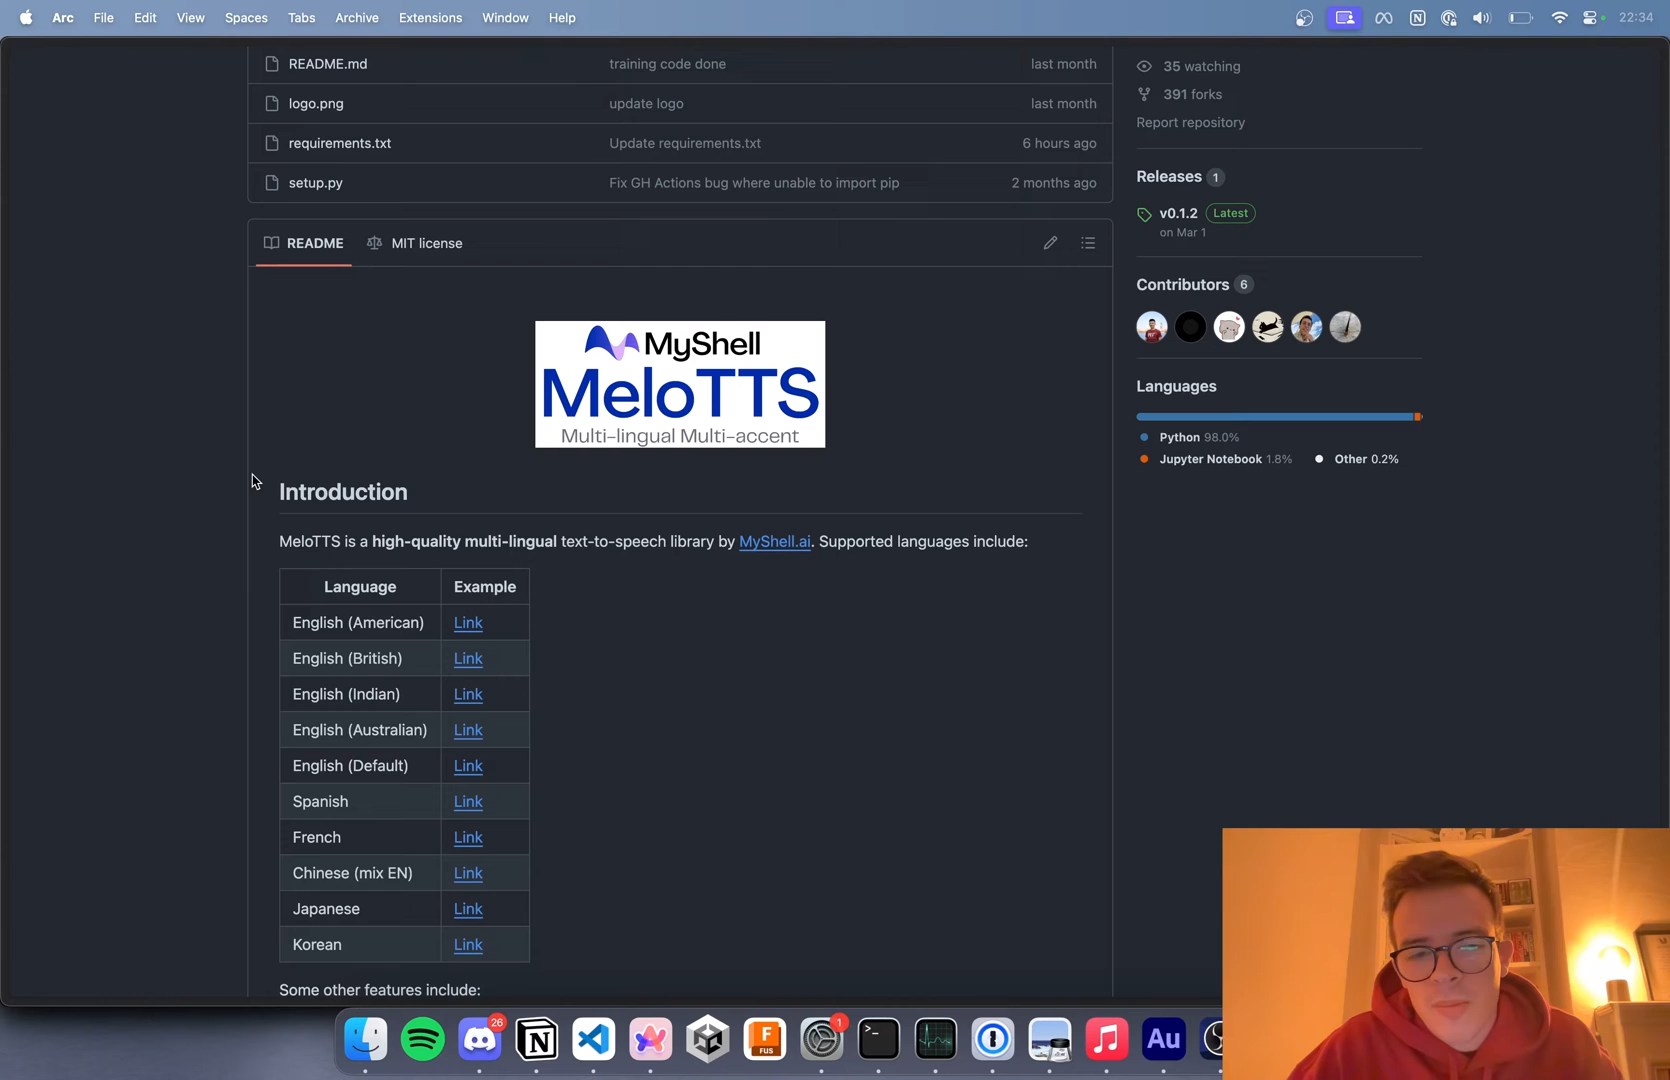 Arc File Edit View Spaces Tabs Archive Extensions Window Help 22:34
README.md training code done last month
logo.png update logo last month
requirements.txt Update requirements.txt 6 hours ago
setup.py Fix GH Actions bug where unable to import pip 2 months ago
README MIT license
MyShell
MeloTTS
Multi-lingual Multi-accent
Introduction
MeloTTS is a high-quality multi-lingual text-to-speech library by MyShell.ai. Supported languages include:
Language Example
English (American) Link
English (British) Link
English (Indian) Link
English (Australian) Link
English (Default) Link
Spanish Link
French Link
Chinese (mix EN) Link
Japanese Link
Korean Link
Some other features include:
35 watching
391 forks
Report repository
Releases 1
v0.1.2 Latest
on Mar 1
Contributors 6
Languages
Python 98.0%
Jupyter Notebook 1.8% Other 0.2%
26
1
F
FUS
Au